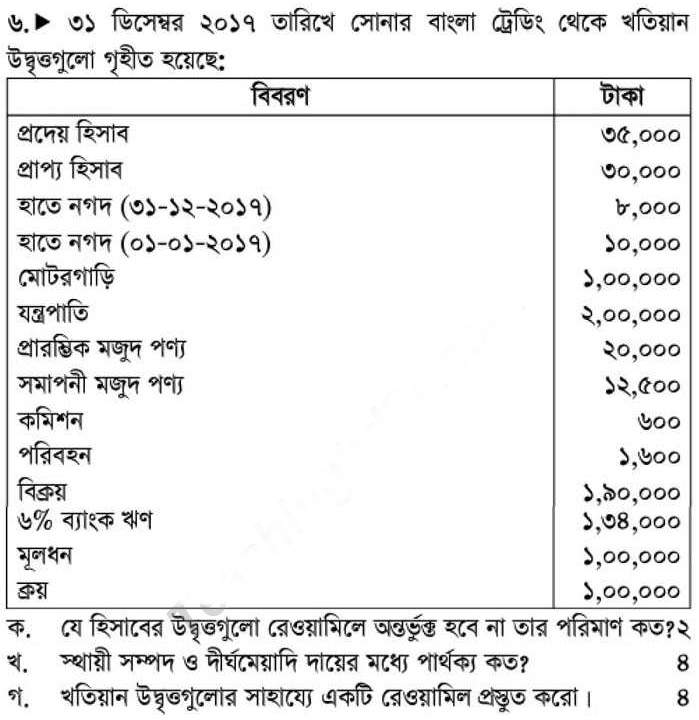 ৬.▶ ৩১ ডিসেম্বর ২০১৭ তারিখে সোনার বাংলা ট্রেডিং থেকে খতিয়ান
উদ্বৃত্তগুলো গৃহীত হয়েছে:
বিবরণ টাকা
প্রদেয় হিসাব ৩৫,০০০
প্রাপ্য হিসাব ৩০,০০০
হাতে নগদ (৩১-১২-২০১৭) ৮,০০০
হাতে নগদ (০১-০১-২০১৭) ১০,০০০
মোটরগাড়ি ১,০০,০০০
যন্ত্রপাতি ২,০০,০০০
প্রারম্ভিক মজুদ পণ্য ২০,০০০
সমাপনী মজুদ পণ্য ১২,৫০০
কমিশন ৬০০
পরিবহন ১,৬০০
বিক্রয় ১,৯০,০০০
৬% ব্যাংক ঋণ ১,৩৪,০০০
মূলধন ১,০০,০০০
ক্রয় ১,০০,০০০
ক. যে হিসাবের উদ্বৃত্তগুলো রেওয়ামিলে অন্তর্ভুক্ত হবে না তার পরিমাণ কত?২
খ. স্থায়ী সম্পদ ও দীর্ঘমেয়াদি দায়ের মধ্যে পার্থক্য কত? ৪
গ. খতিয়ান উদ্বৃত্তগুলোর সাহায্যে একটি রেওয়ামিল প্রস্তুত করো। ৪